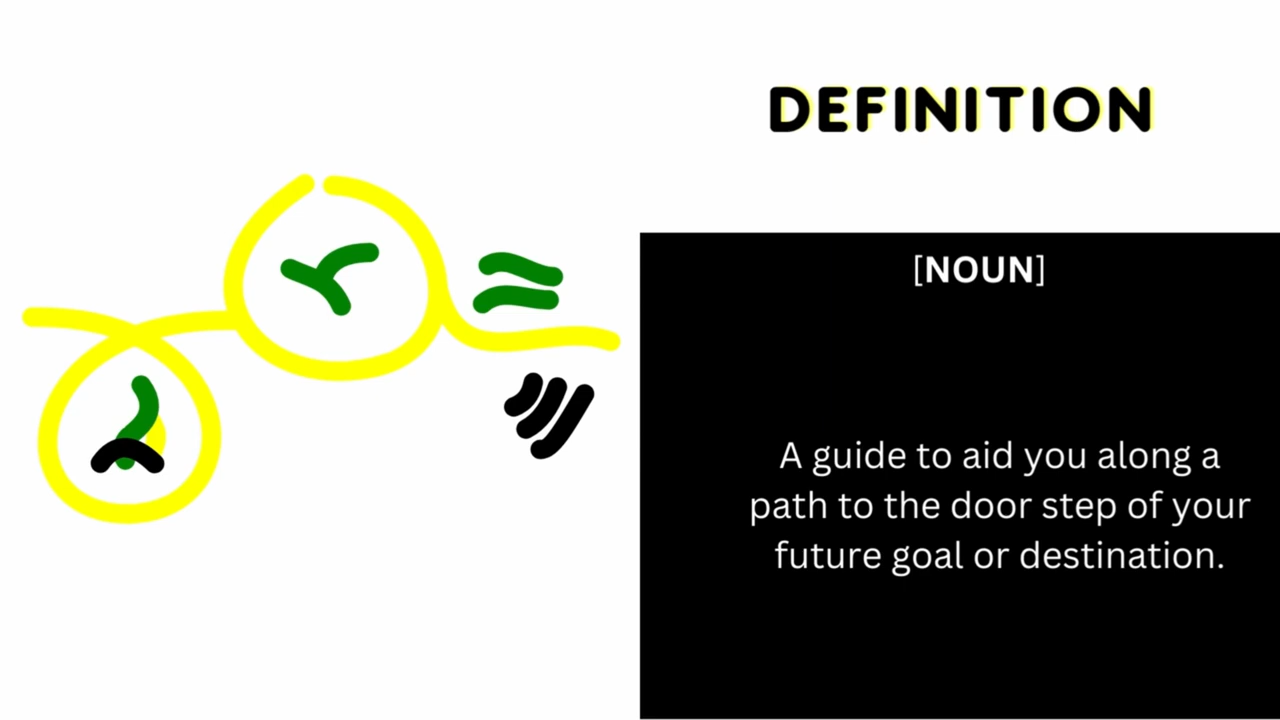 DEFINITION
[NOUN]
A guide to aid you along a
path to the door step of your
future goal or destination.